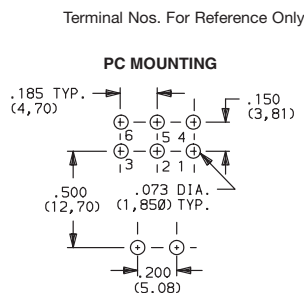 Terminal Nos. For Reference Only
PC MOUNTING
.185 TYP.
(4,70)
.150
(3,81)
6 5 4
3 2 1
.500
(12,70)
.073 DIA.
(1,850) TYP.
.200
(5.08)